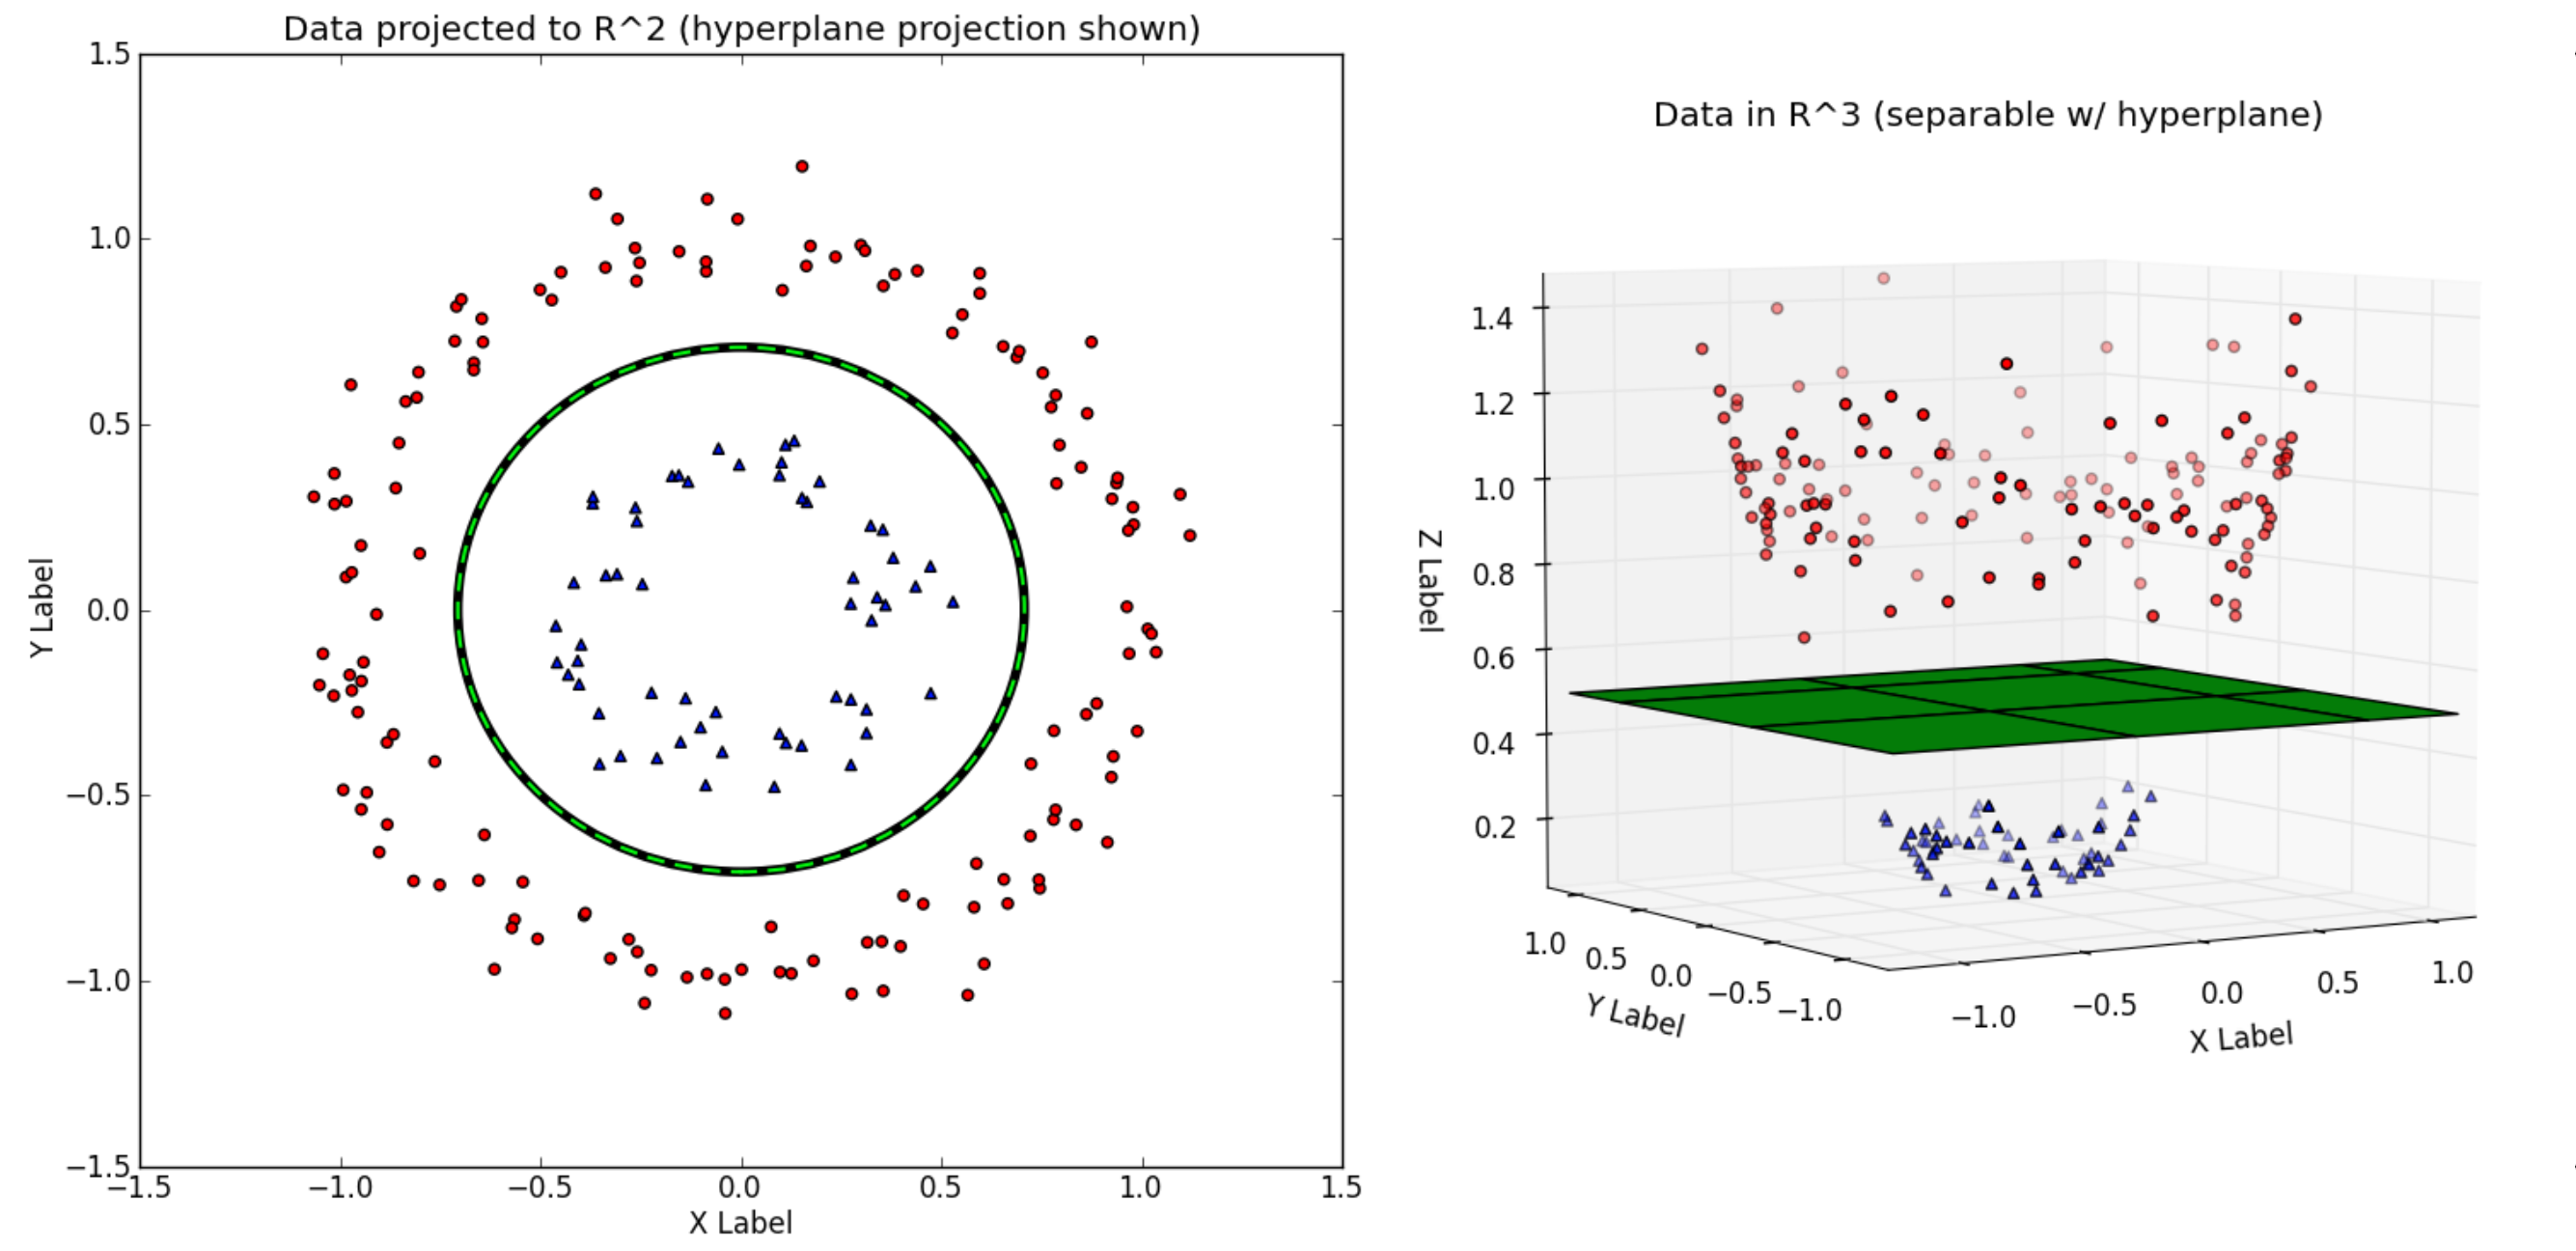 Data projected to R^2 (hyperplane projection shown)
1.5
1.0
0.5
0.0
−0.5
−1.0
−1.5
Y Label
−1.5 −1.0 −0.5 0.0 0.5 1.0 1.5
X Label
Data in R^3 (separable w/ hyperplane)
1.4
1.2
1.0
0.8
0.6
0.4
0.2
Z Label
1.0 0.5 0.0 −0.5 −1.0
Y Label
−1.0 −0.5 0.0 0.5 1.0
X Label